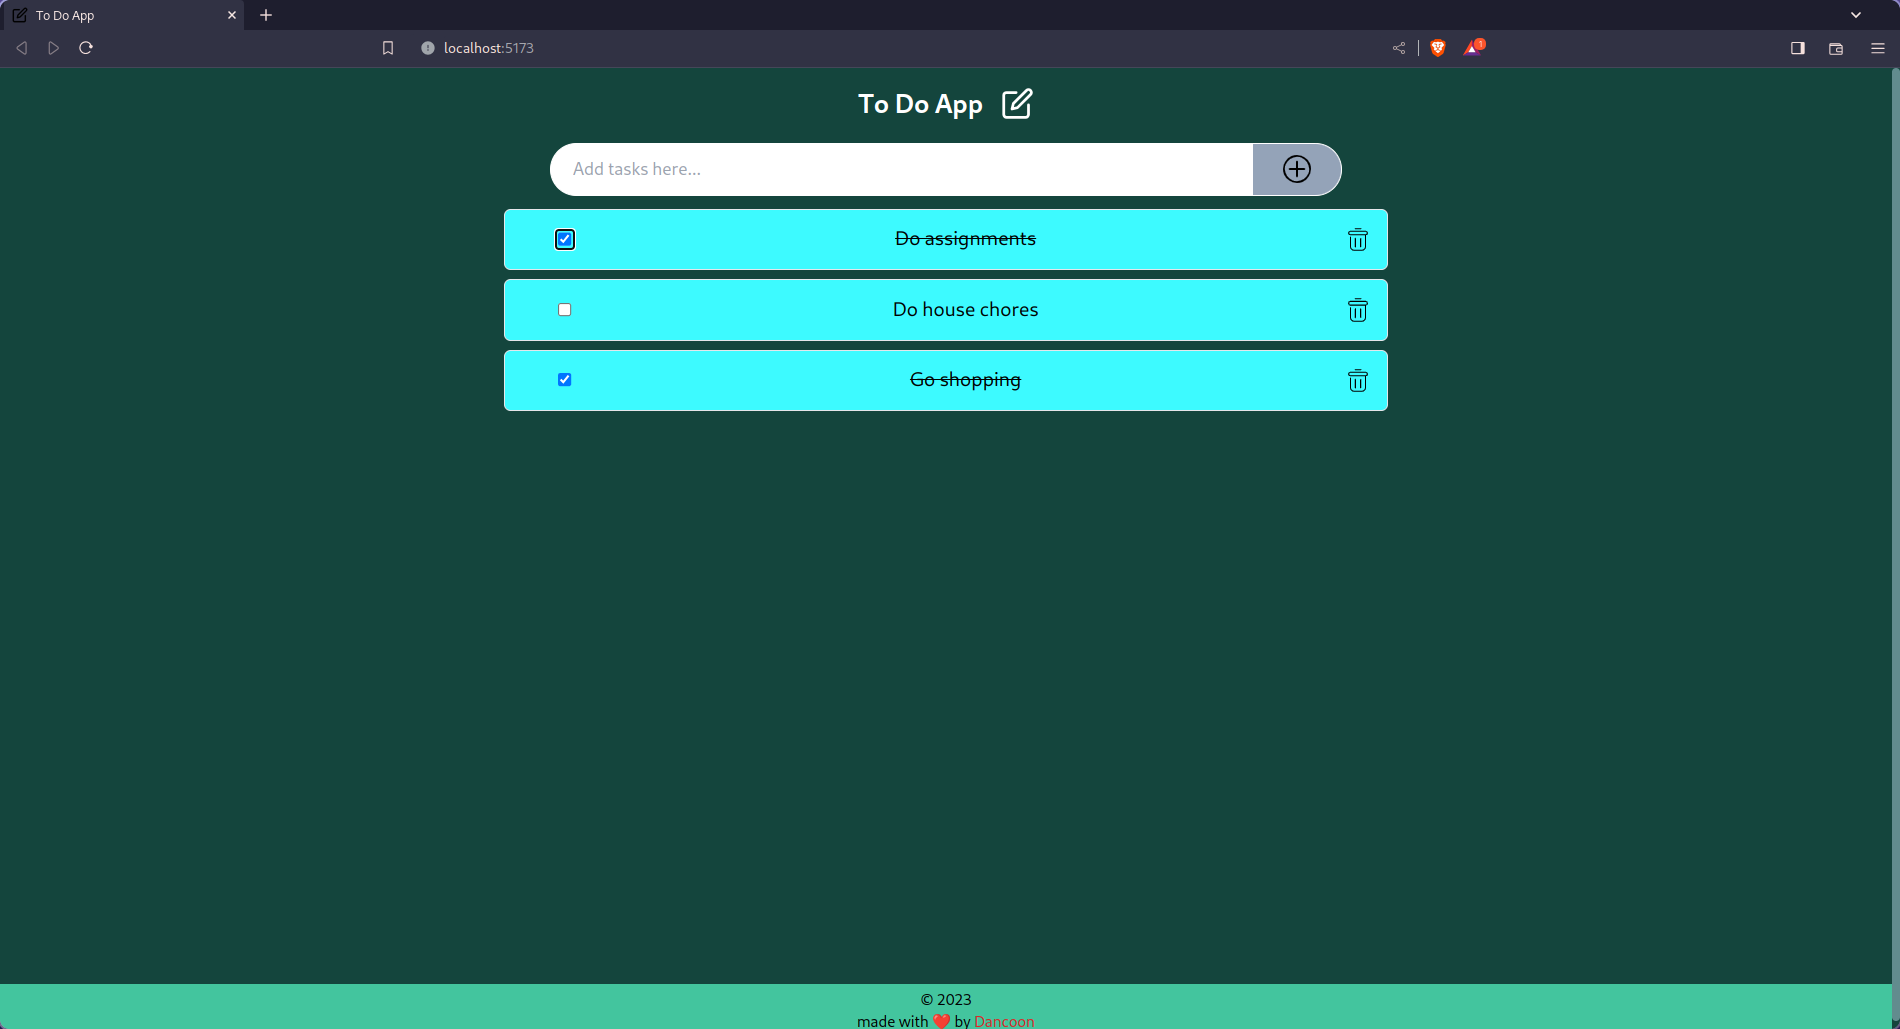 To Do App
localhost:5173
1
To Do App
Add tasks here...
Do assignments
Do house chores
Go shopping
© 2023
made with ❤️ by Dancoon